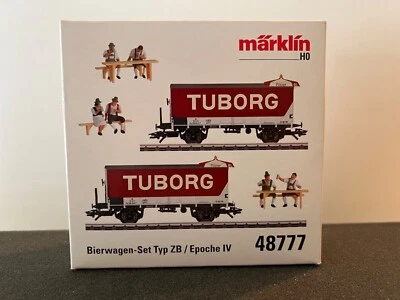 märklin
H0
TUBORG
TUBORG
Bierwagen-Set Typ ZB / Epoche IV
48777